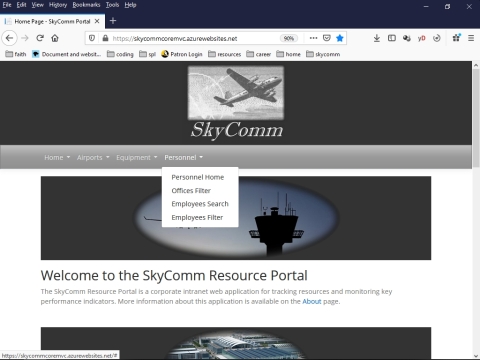 File Edit View History Bookmarks Tools Help
Home Page - SkyComm Portal
https://skycommcoremvc.azurewebsites.net
90%
faith Document and websit... coding spl Patron Login resources career home skycomm
SkyComm
Home Airports Equipment Personnel
Personnel Home
Offices Filter
Employees Search
Employees Filter
Welcome to the SkyComm Resource Portal
The SkyComm Resource Portal is a corporate intranet web application for tracking resources and monitoring key
performance indicators. More information about this application is available on the About page.
https://skycommcoremvc.azurewebsites.net/#